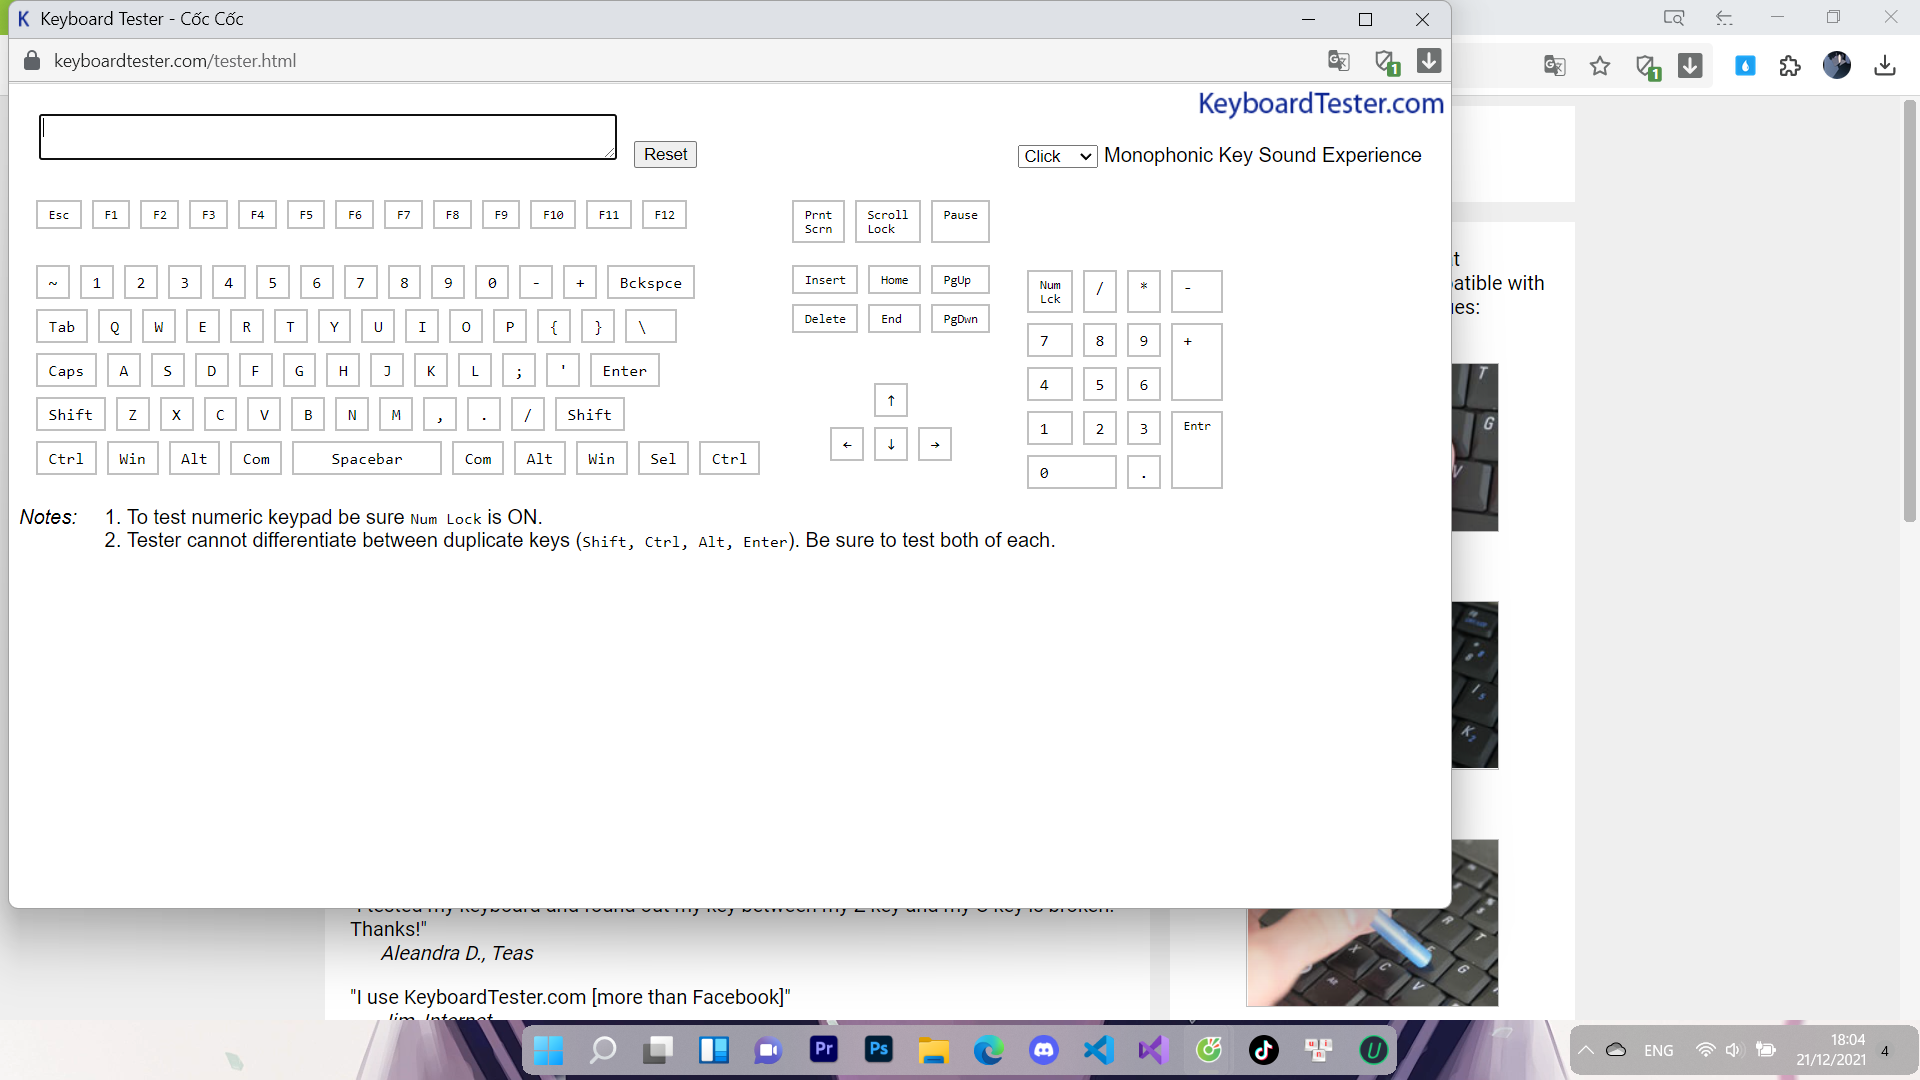 Keyboard Tester - Cốc Cốc
keyboardtester.com/tester.html
KeyboardTester.com
Reset
Click Monophonic Key Sound Experience
Esc F1 F2 F3 F4 F5 F6 F7 F8 F9 F10 F11 F12
Prnt Scrn
Scroll Lock
Pause
~ 1 2 3 4 5 6 7 8 9 0 - + Bckspce
Insert Home PgUp
Num Lck / * -
Tab Q W E R T Y U I O P { } \
Delete End PgDwn
7 8 9 +
Caps A S D F G H J K L ; ' Enter
4 5 6
Shift Z X C V B N M , . / Shift
↑
1 2 3 Entr
Ctrl Win Alt Com Spacebar Com Alt Win Sel Ctrl
← ↓ →
0 .
Notes: 1. To test numeric keypad be sure Num Lock is ON.
2. Tester cannot differentiate between duplicate keys (Shift, Ctrl, Alt, Enter). Be sure to test both of each.
with
Thanks!"
Aleandra D., Teas
"I use KeyboardTester.com [more than Facebook]"
Jim, Internet
Pr Ps
ENG
18:04
21/12/2021
4